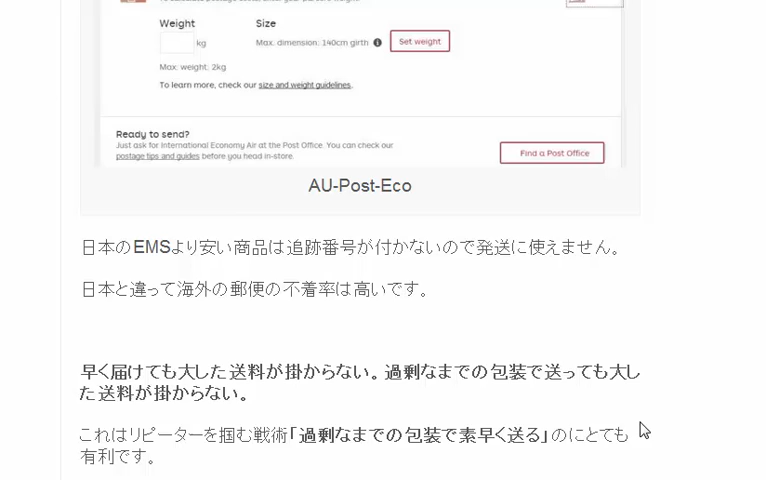 Weight
Size
kg
Max. dimension: 140cm girth
Set weight
Max. weight: 2kg
To learn more, check our size and weight guidelines.
Ready to send?
Just ask for International Economy Air at the Post Office. You can check our
postage tips and guides before you head in-store.
Find a Post Office
AU-Post-Eco
日本のEMSより安い商品は追跡番号が付かないので発送に使えません。
日本と違って海外の郵便の不着率は高いです。
早く届けても大した送料が掛からない。過剰なまでの包装で送っても大し
た送料が掛からない。
これはリピーターを掴む戦術「過剰なまでの包装で素早く送る」のにとても
有利です。